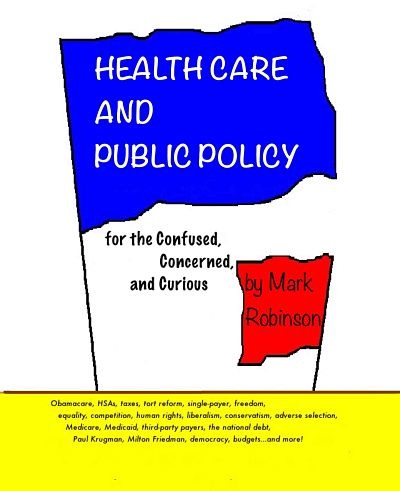 HEALTH CARE
AND
PUBLIC POLICY
for the Confused,
Concerned,
and Curious
by Mark
Robinson
Obamacare, HSAs, taxes, tort reform, single-payer, freedom,
equality, competition, human rights, liberalism, conservatism, adverse selection,
Medicare, Medicaid, third-party payers, the national debt,
Paul Krugman, Milton Friedman, democracy, budgets...and more!